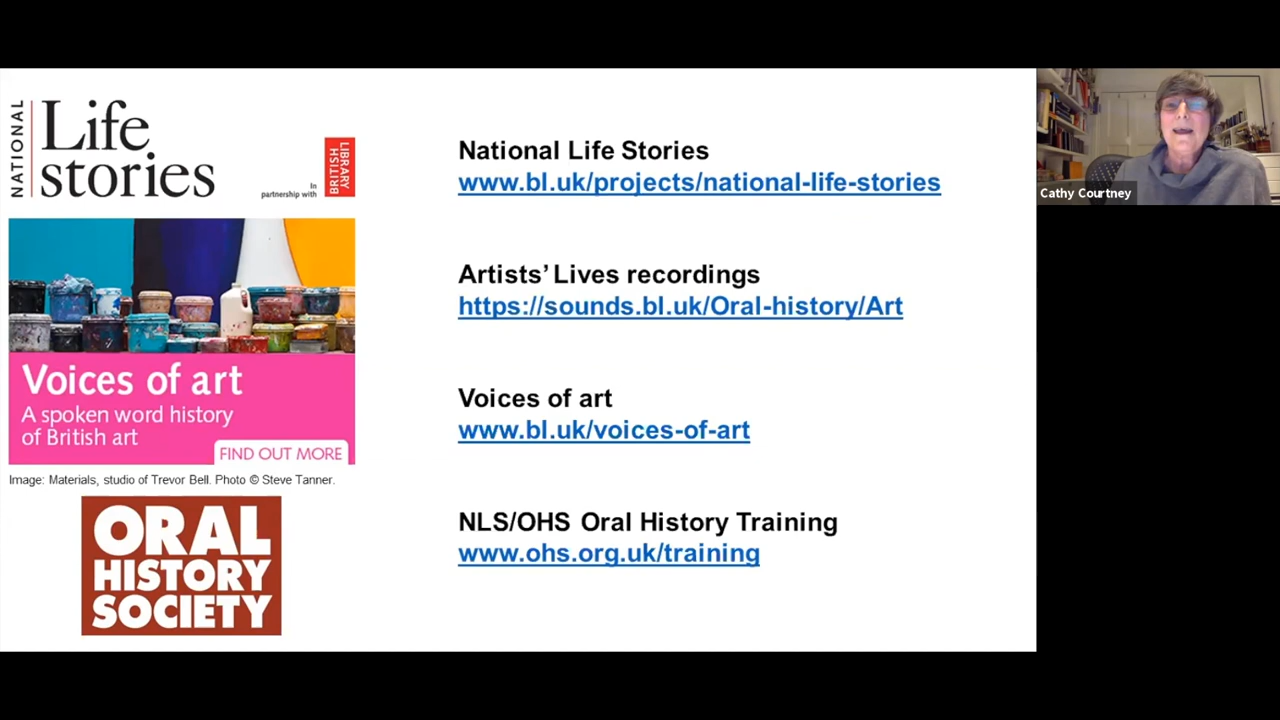 NATIONAL
Life
stories
In
partnership with
BRITISH
LIBRARY
Voices of art
A spoken word history
of British art
FIND OUT MORE
Image: Materials, studio of Trevor Bell. Photo © Steve Tanner.
ORAL
HISTORY
SOCIETY
National Life Stories
www.bl.uk/projects/national-life-stories
Artists’ Lives recordings
https://sounds.bl.uk/Oral-history/Art
Voices of art
www.bl.uk/voices-of-art
NLS/OHS Oral History Training
www.ohs.org.uk/training
Cathy Courtney